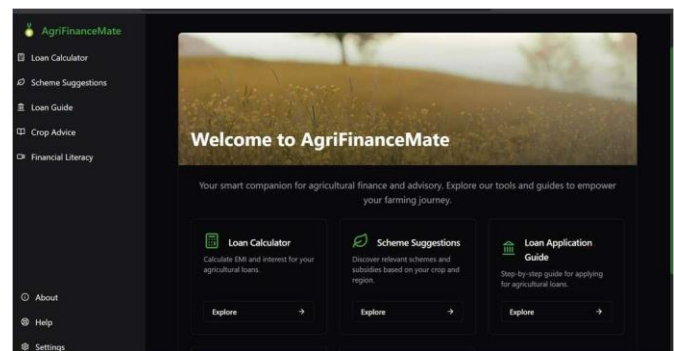 AgriFinanceMate
Loan Calculator
Scheme Suggestions
Loan Guide
Crop Advice
Financial Literacy
About
Help
Settings
Welcome to AgriFinanceMate
Your smart companion for agricultural finance and advisory. Explore our tools and guides to empower
your farming journey.
Loan Calculator
Calculate EMI and interest for your
agricultural loans.
Explore
Scheme Suggestions
Discover relevant schemes and
subsidies based on your crop and
region.
Explore
Loan Application
Guide
Step-by-step guide for applying
for agricultural loans.
Explore